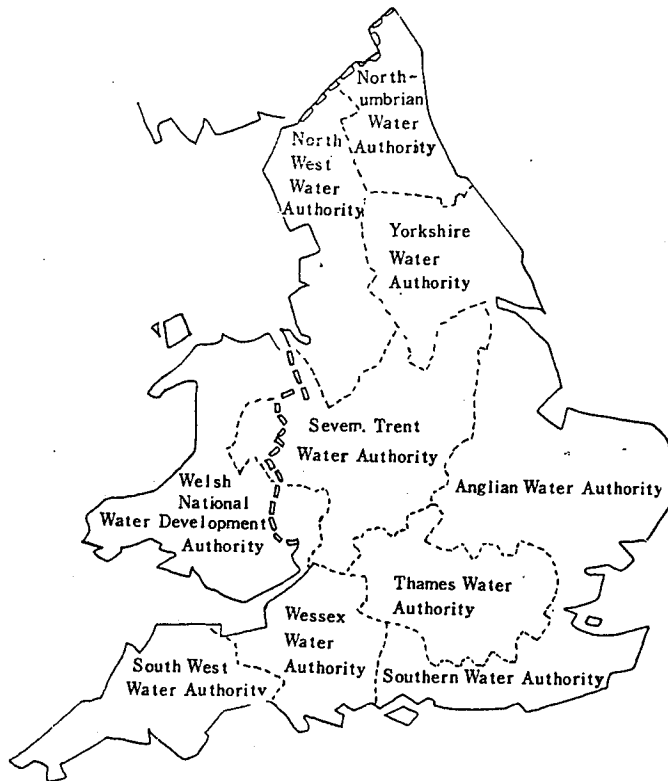 North-
umbrian
Water
Authority
North
West
Water
Authority
Yorkshire
Water
Authority
Severn. Trent
Water Authority
Welsh
National
Water Development
Authority
Anglian Water Authority
Thames Water
Authority
Wessex
Water
Authority
South West
Water Authority
Southern Water Authority